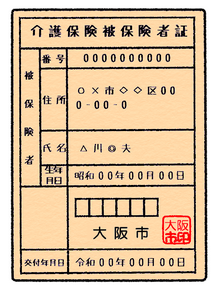 介護保険被保険者証
被保険者
番号 0000000000
住所 〇×市◇◇区00
0-00-0
氏名 △川◎夫
生年月日 昭和00年00月00日
大阪市
大阪市印
交付年月日 令和00年00月00日